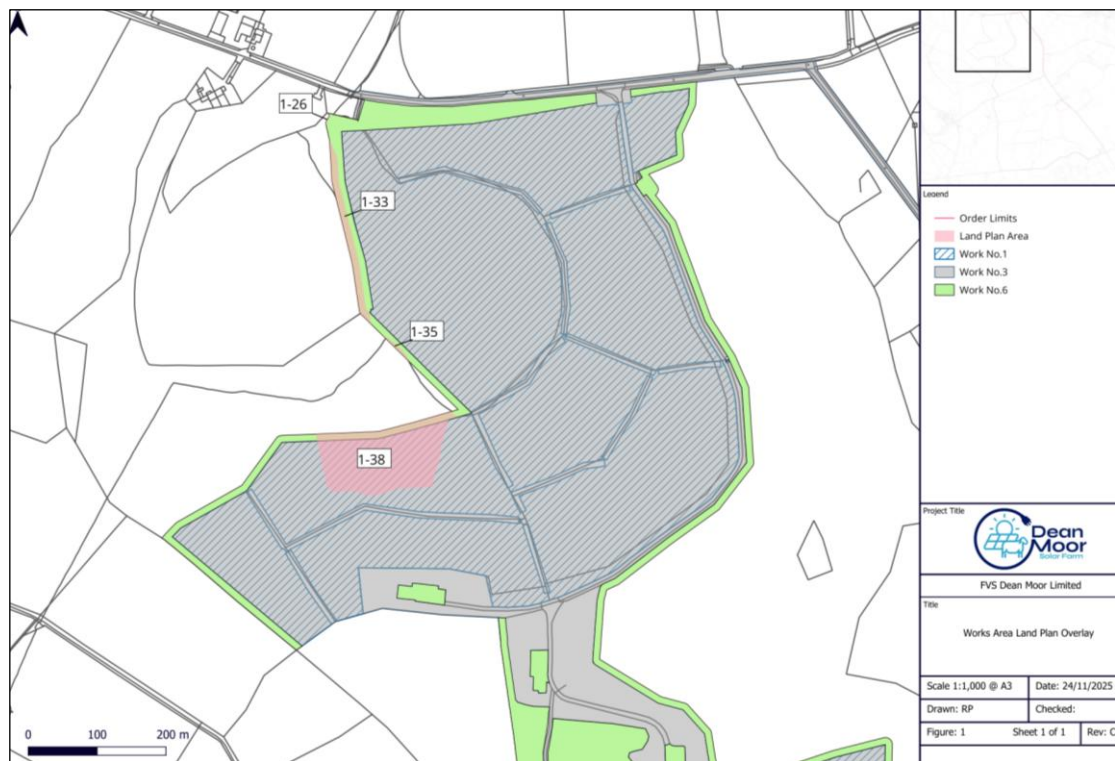 1-26
1-33
1-35
1-38
0 100 200 m
Legend
Order Limits
Land Plan Area
Work No.1
Work No.3
Work No.6
Project Title
Dean
Moor
Solar Farm
FVS Dean Moor Limited
Title
Works Area Land Plan Overlay
Scale 1:1,000 @ A3 Date: 24/11/2025
Drawn: RP Checked:
Figure: 1 Sheet 1 of 1 Rev: